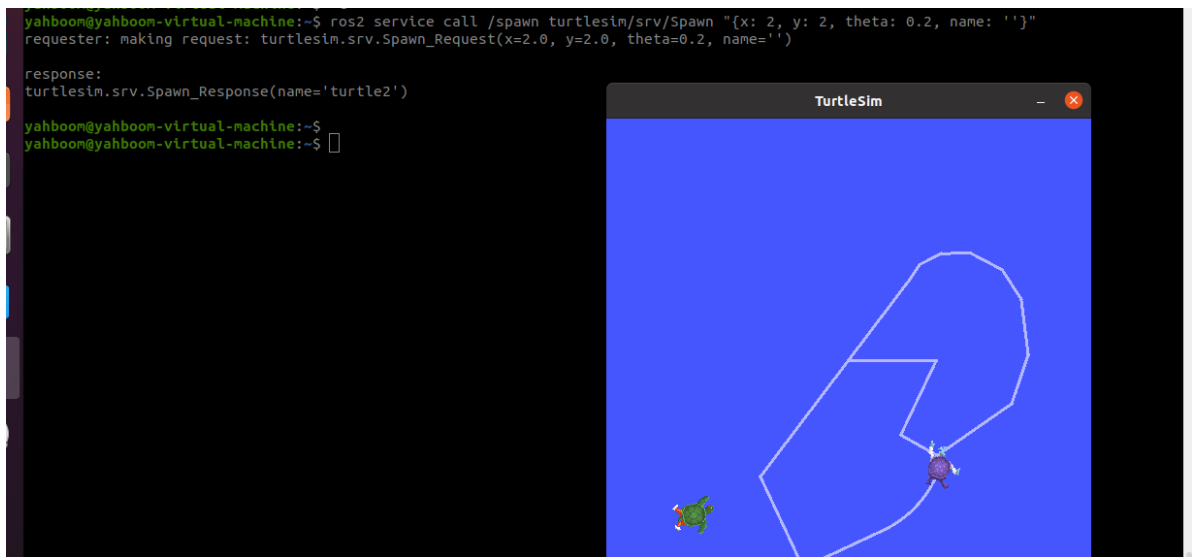 yahboom@yahboom-virtual-machine:~$ ros2 service call /spawn turtlesim/srv/Spawn "{x: 2, y: 2, theta: 0.2, name: ''}"
requester: making request: turtlesim.srv.Spawn_Request(x=2.0, y=2.0, theta=0.2, name='')
response:
turtlesim.srv.Spawn_Response(name='turtle2')
yahboom@yahboom-virtual-machine:~$
yahboom@yahboom-virtual-machine:~$
TurtleSim